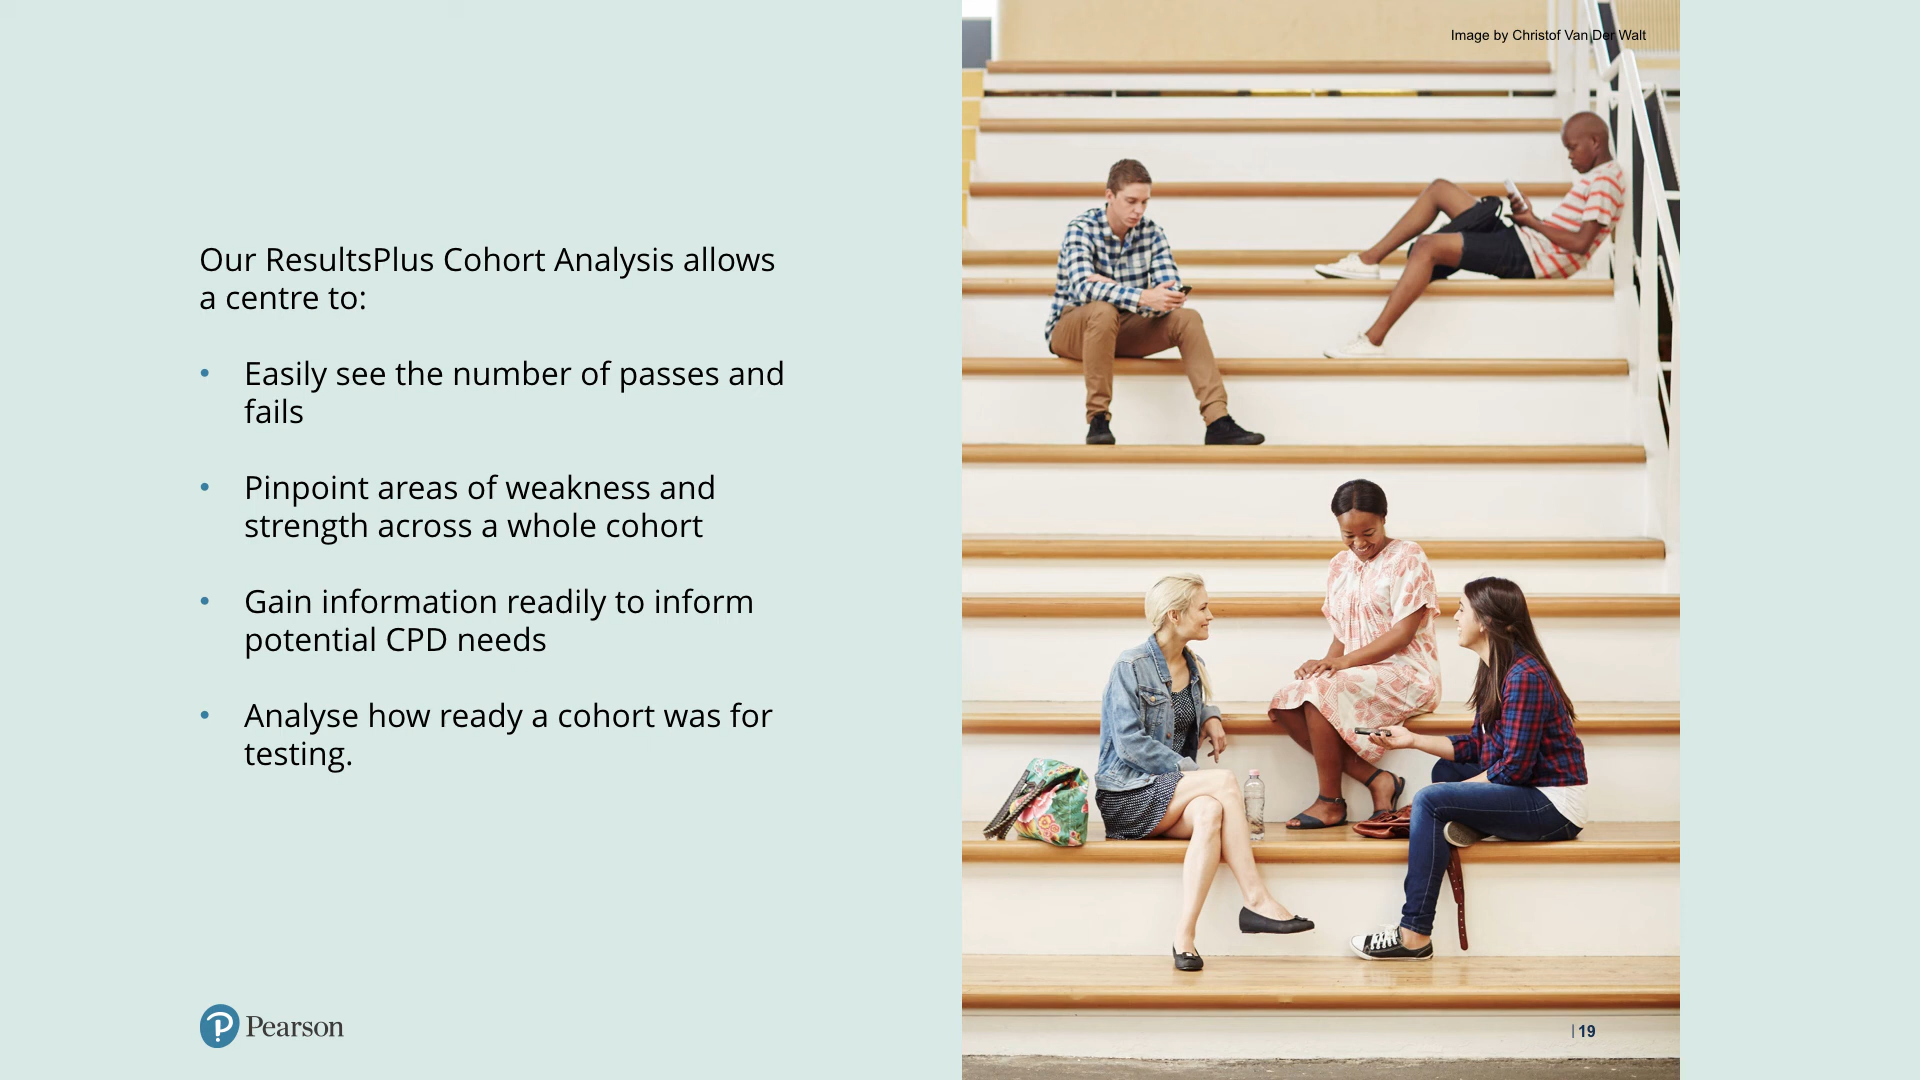 Image by Christof Van Der Walt
Our ResultsPlus Cohort Analysis allows
a centre to:
• Easily see the number of passes and
fails
• Pinpoint areas of weakness and
strength across a whole cohort
• Gain information readily to inform
potential CPD needs
• Analyse how ready a cohort was for
testing.
Pearson
| 19